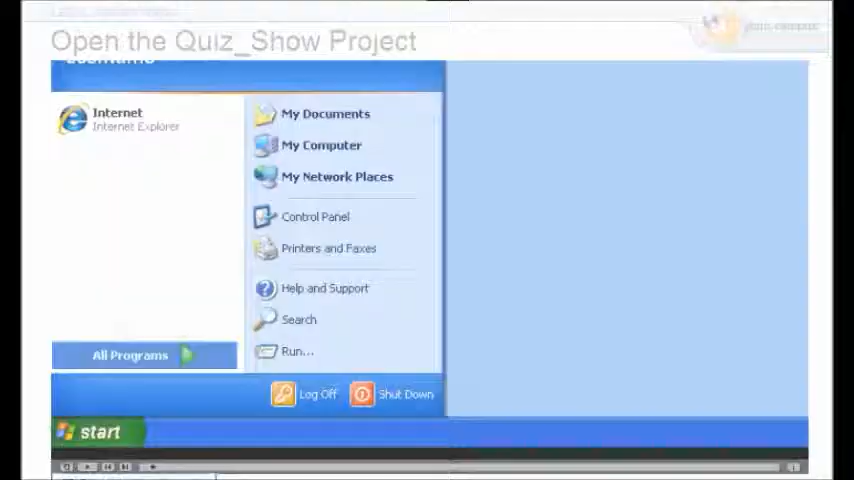 Open the Quiz_Show Project
username
Internet
Internet Explorer
My Documents
My Computer
My Network Places
Control Panel
Printers and Faxes
Help and Support
Search
Run...
All Programs
Log Off
Shut Down
start